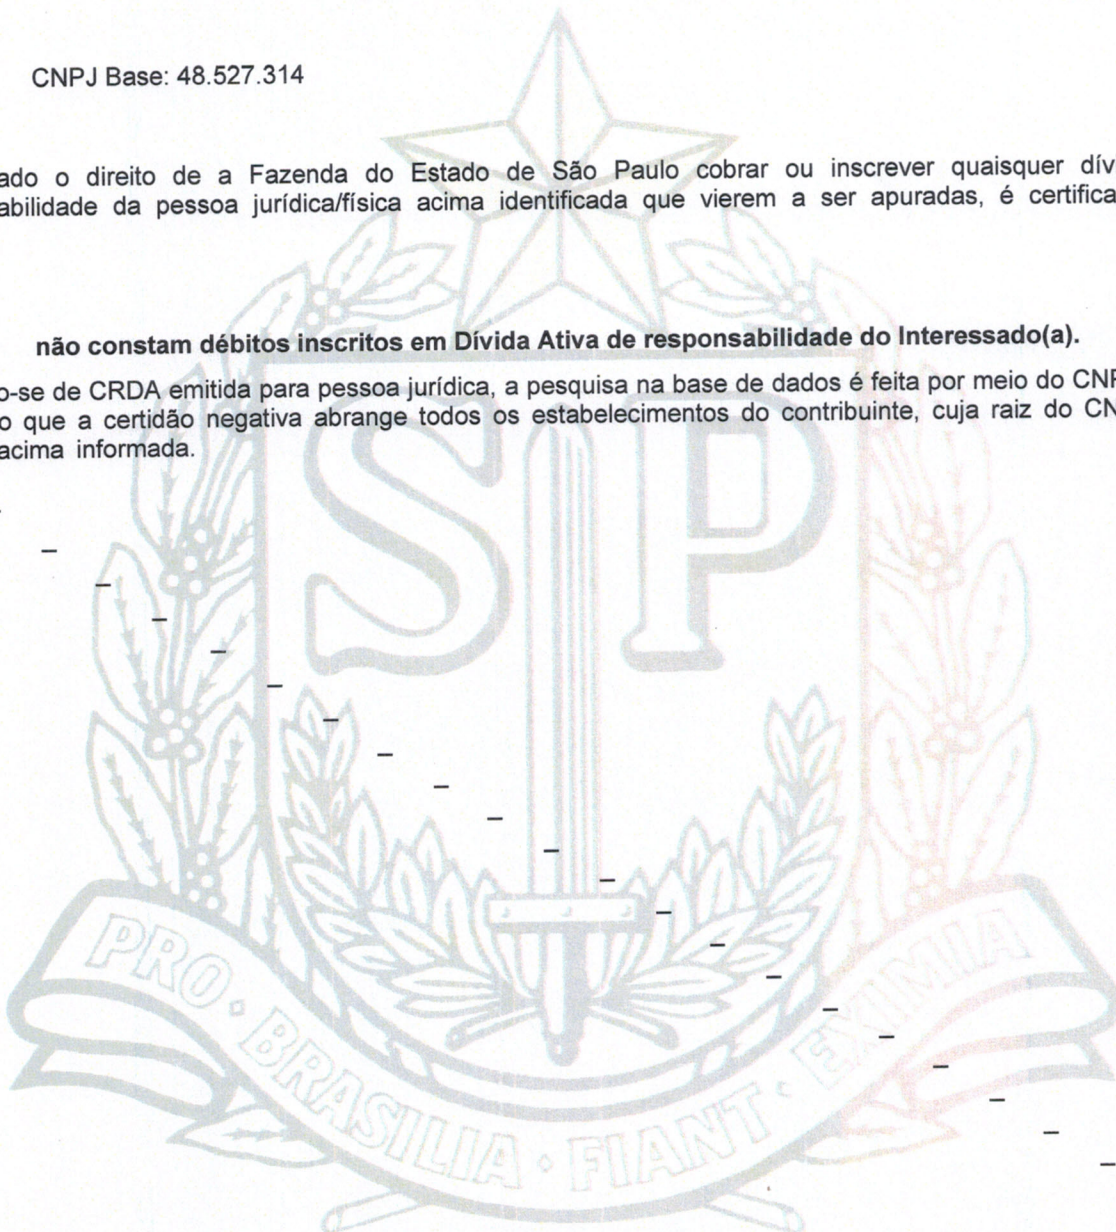 CNPJ Base: 48.527.314
ado o direito de a Fazenda do Estado de São Paulo cobrar ou inscrever quaisquer dív
abilidade da pessoa jurídica/física acima identificada que vierem a ser apuradas, é certifica
não constam débitos inscritos em Dívida Ativa de responsabilidade do Interessado(a).
o-se de CRDA emitida para pessoa jurídica, a pesquisa na base de dados é feita por meio do CNP
o que a certidão negativa abrange todos os estabelecimentos do contribuinte, cuja raiz do CN
acima informada.
SP
PRO • BRASILIA • FIANT • EXIMIA